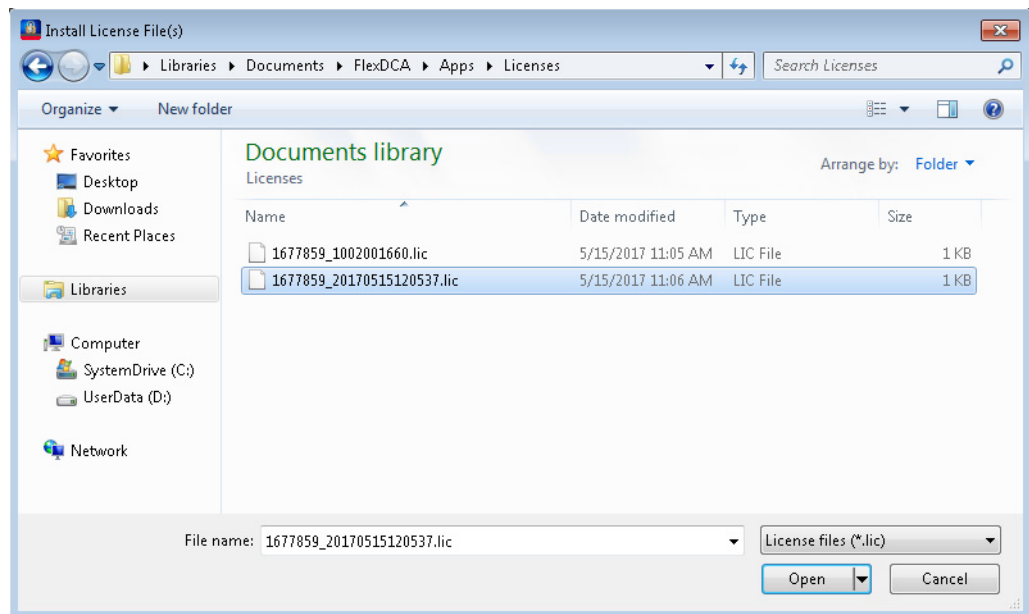 Install License File(s)
Libraries Documents FlexDCA Apps Licenses
Search Licenses
Organize New folder
Favorites
Desktop
Downloads
Recent Places
Libraries
Computer
SystemDrive (C:)
UserData (D:)
Network
Documents library
Licenses
Arrange by: Folder
Name Date modified Type Size
1677859_1002001660.lic 5/15/2017 11:05 AM LIC File 1 KB
1677859_20170515120537.lic 5/15/2017 11:06 AM LIC File 1 KB
File name: 1677859_20170515120537.lic License files (*.lic)
Open Cancel